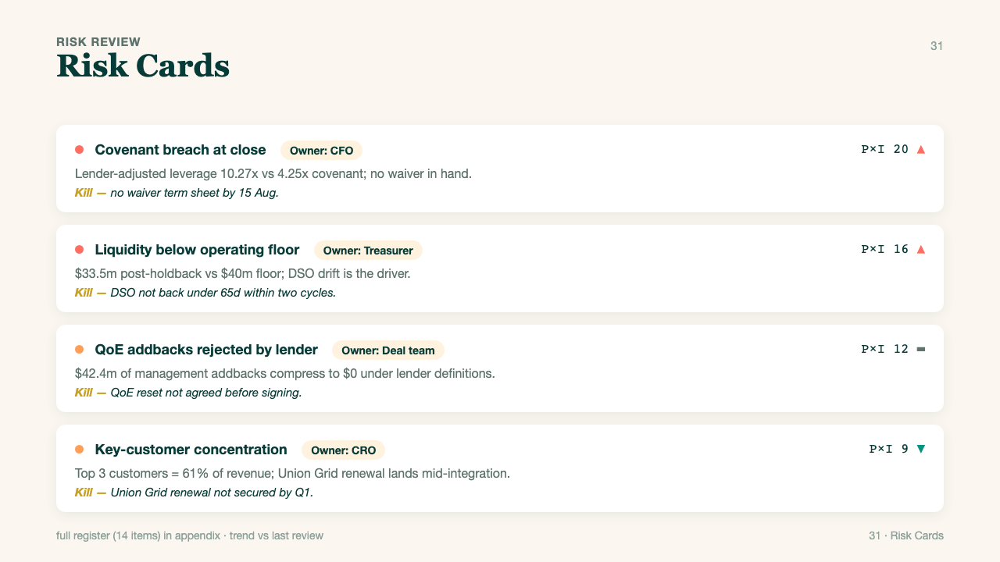 RISK REVIEW
31
Risk Cards
Covenant breach at close Owner: CFO P×I 20 ▲
Lender-adjusted leverage 10.27x vs 4.25x covenant; no waiver in hand.
Kill — no waiver term sheet by 15 Aug.
Liquidity below operating floor Owner: Treasurer P×I 16 ▲
$33.5m post-holdback vs $40m floor; DSO drift is the driver.
Kill — DSO not back under 65d within two cycles.
QoE addbacks rejected by lender Owner: Deal team P×I 12 ▬
$42.4m of management addbacks compress to $0 under lender definitions.
Kill — QoE reset not agreed before signing.
Key-customer concentration Owner: CRO P×I 9 ▼
Top 3 customers = 61% of revenue; Union Grid renewal lands mid-integration.
Kill — Union Grid renewal not secured by Q1.
full register (14 items) in appendix · trend vs last review
31 · Risk Cards